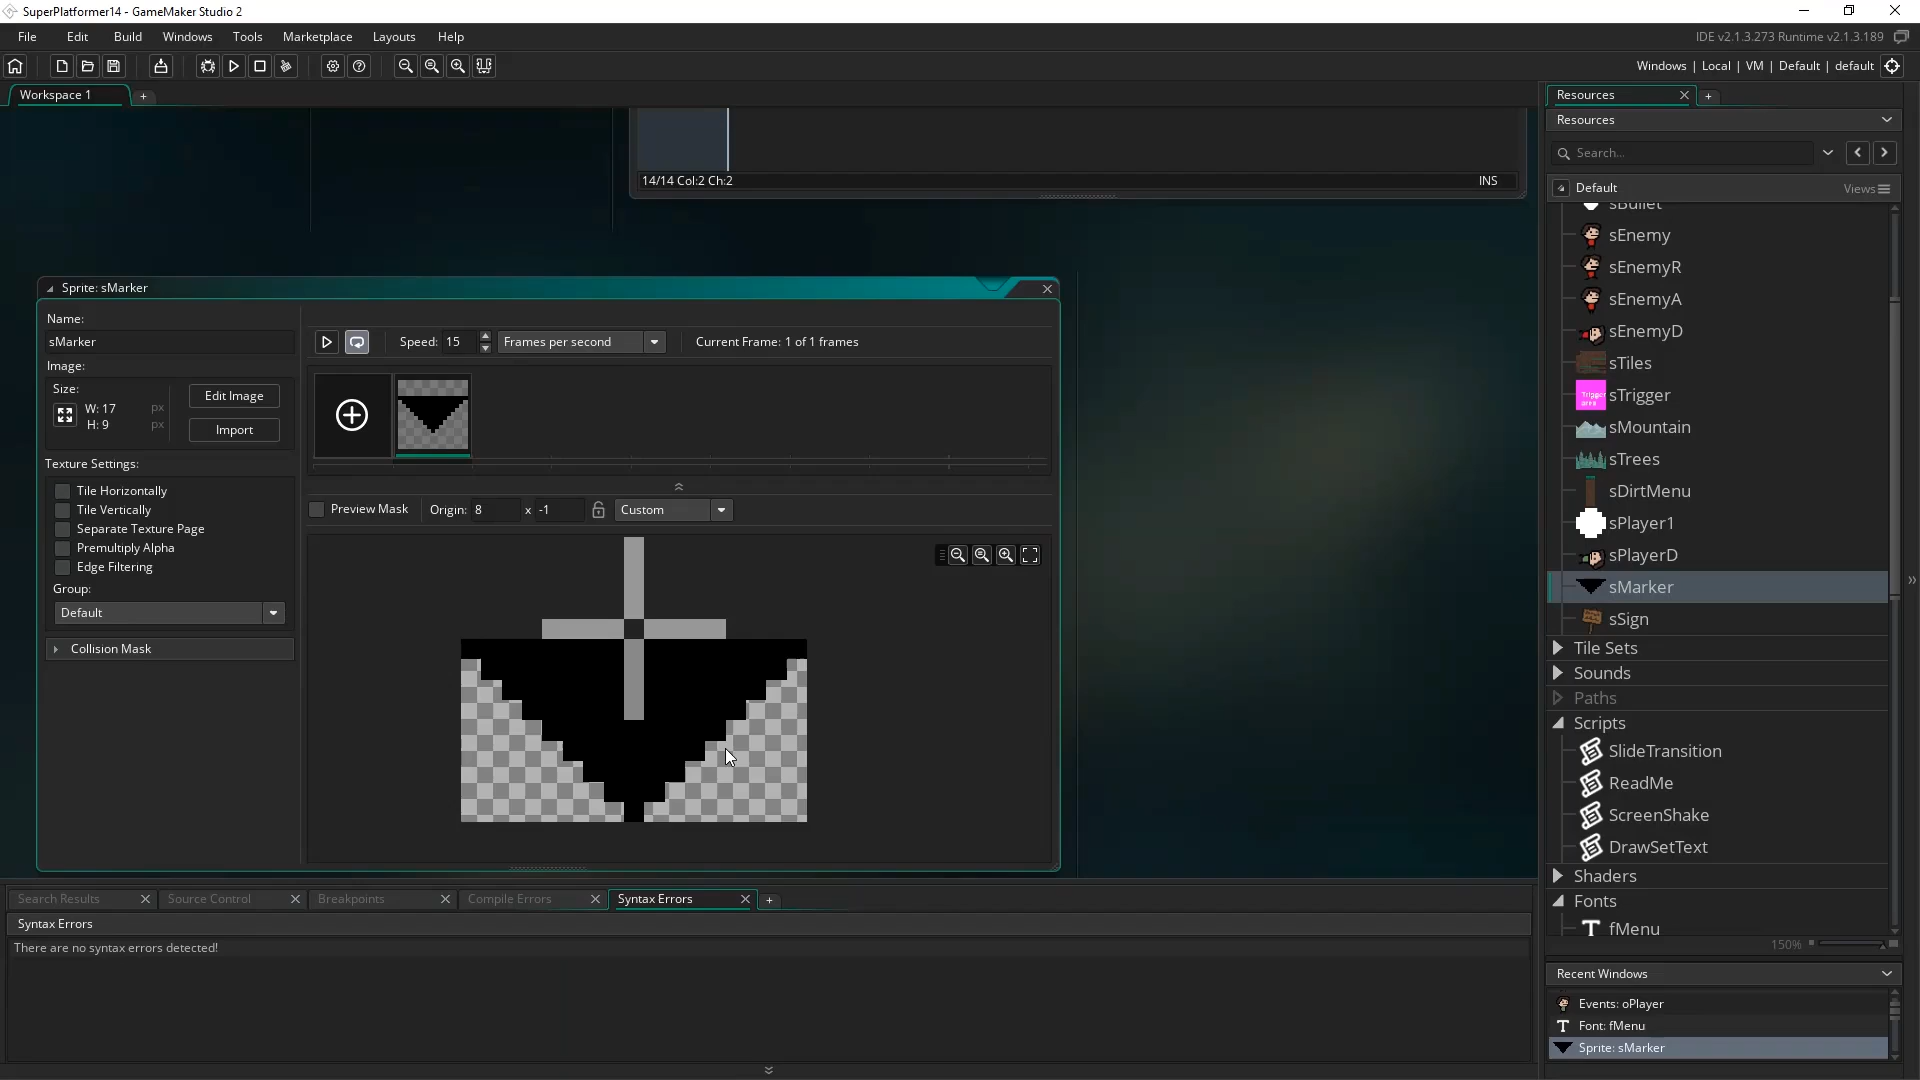 SuperPlatformer14 - GameMaker Studio 2
File Edit Build Windows Tools Marketplace Layouts Help
IDE v2.1.3.273 Runtime v2.1.3.189
Windows | Local | VM | Default | default
Workspace 1
14/14 Col:2 Ch:2
INS
Sprite: sMarker
Name:
sMarker
Image:
Size:
W: 17 px
H: 9 px
Edit Image
Import
Texture Settings:
Tile Horizontally
Tile Vertically
Separate Texture Page
Premultiply Alpha
Edge Filtering
Group:
Default
Collision Mask
Speed: 15
Frames per second
Current Frame: 1 of 1 frames
Preview Mask
Origin: 8 x -1
Custom
Resources
Resources
Search...
Default
Views
sBullet
sEnemy
sEnemyR
sEnemyA
sEnemyD
sTiles
Trigger
sTrigger
sMountain
sTrees
sDirtMenu
sPlayer1
sPlayerD
sMarker
sSign
Tile Sets
Sounds
Paths
Scripts
SlideTransition
ReadMe
ScreenShake
DrawSetText
Shaders
Fonts
fMenu
150%
Recent Windows
Events: oPlayer
Font: fMenu
Sprite: sMarker
Search Results
Source Control
Breakpoints
Compile Errors
Syntax Errors
Syntax Errors
There are no syntax errors detected!